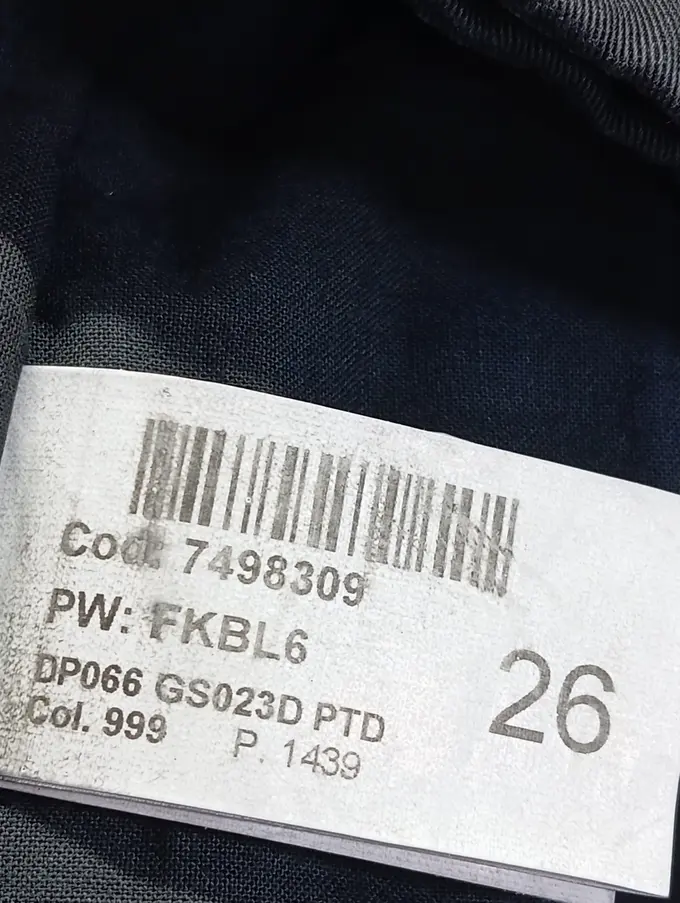 Cod: 7498309
PW: FKBL6
DP066 GS023D PTD
Col. 999 P. 1439
26